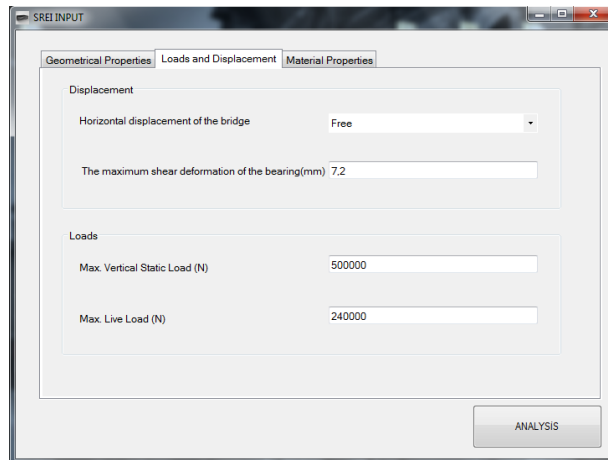 SREI INPUT
Geometrical Properties Loads and Displacement Material Properties
Displacement
Horizontal displacement of the bridge Free
The maximum shear deformation of the bearing(mm) 7,2
Loads
Max. Vertical Static Load (N) 500000
Max. Live Load (N) 240000
ANALYSIS